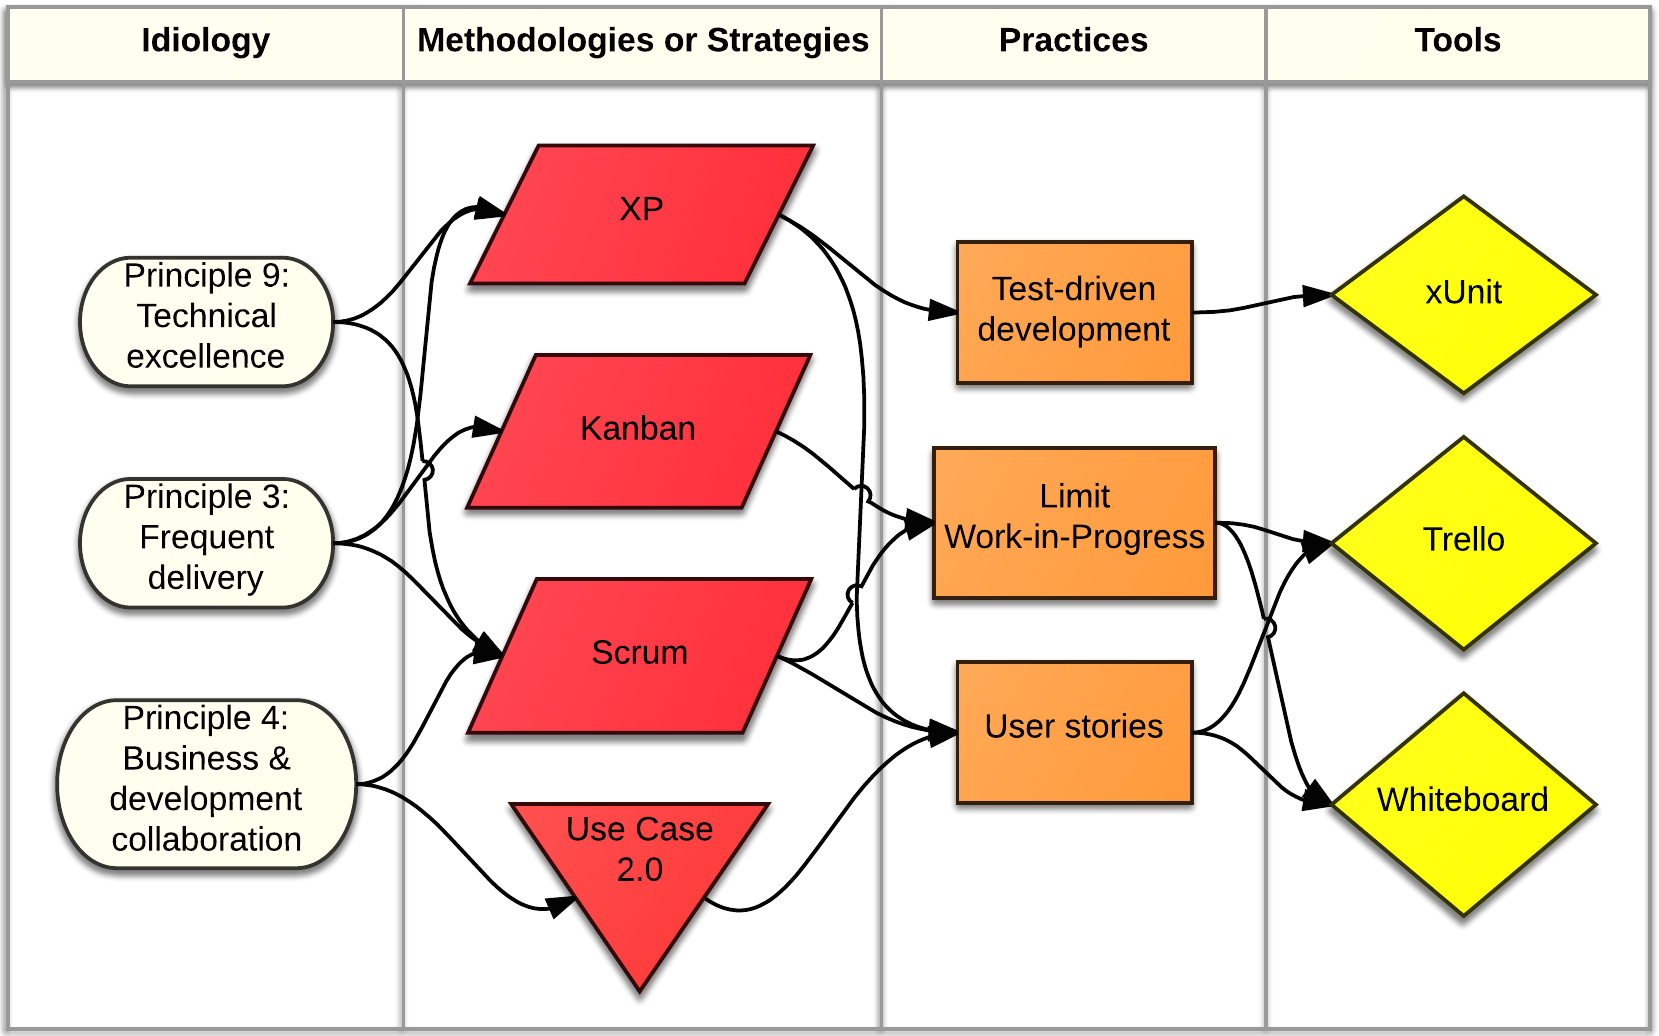 Idiology
Methodologies or Strategies
Practices
Tools
Principle 9:
Technical
excellence
Principle 3:
Frequent
delivery
Principle 4:
Business &
development
collaboration
XP
Kanban
Scrum
Use Case
2.0
Test-driven
development
Limit
Work-in-Progress
User stories
xUnit
Trello
Whiteboard